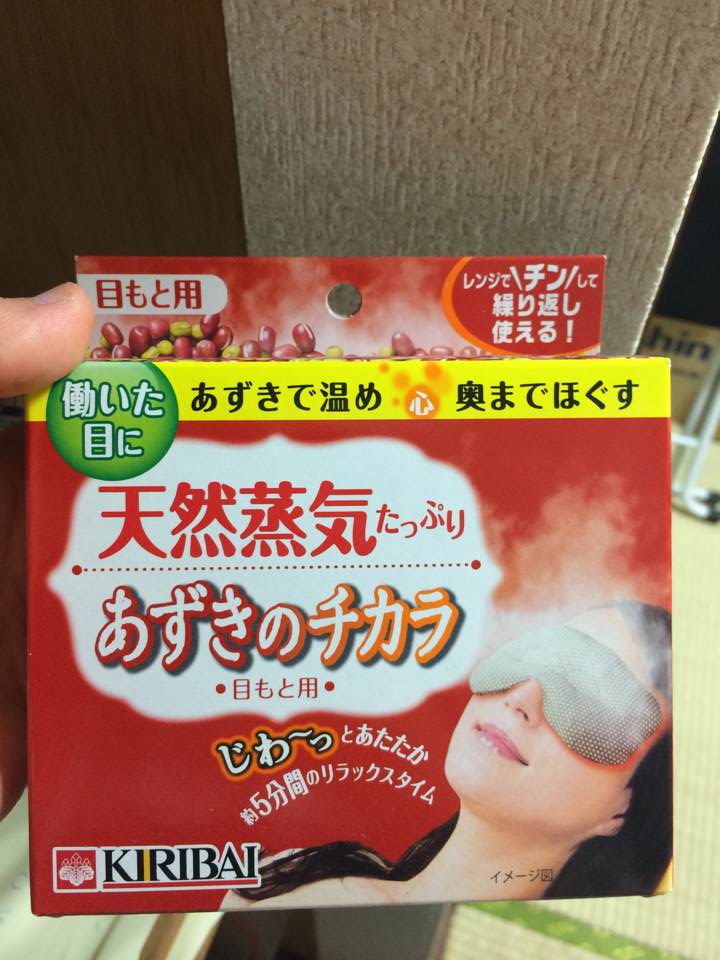 目もと用
レンジで\チン/して
繰り返し
使える!
働いた
目に
あずきで温め 心 奥までほぐす
天然蒸気たっぷり
あずきのチカラ
・目もと用・
じわ〜っとあたたか
約5分間のリラックスタイム
KIRIBAI
イメージ図
hin